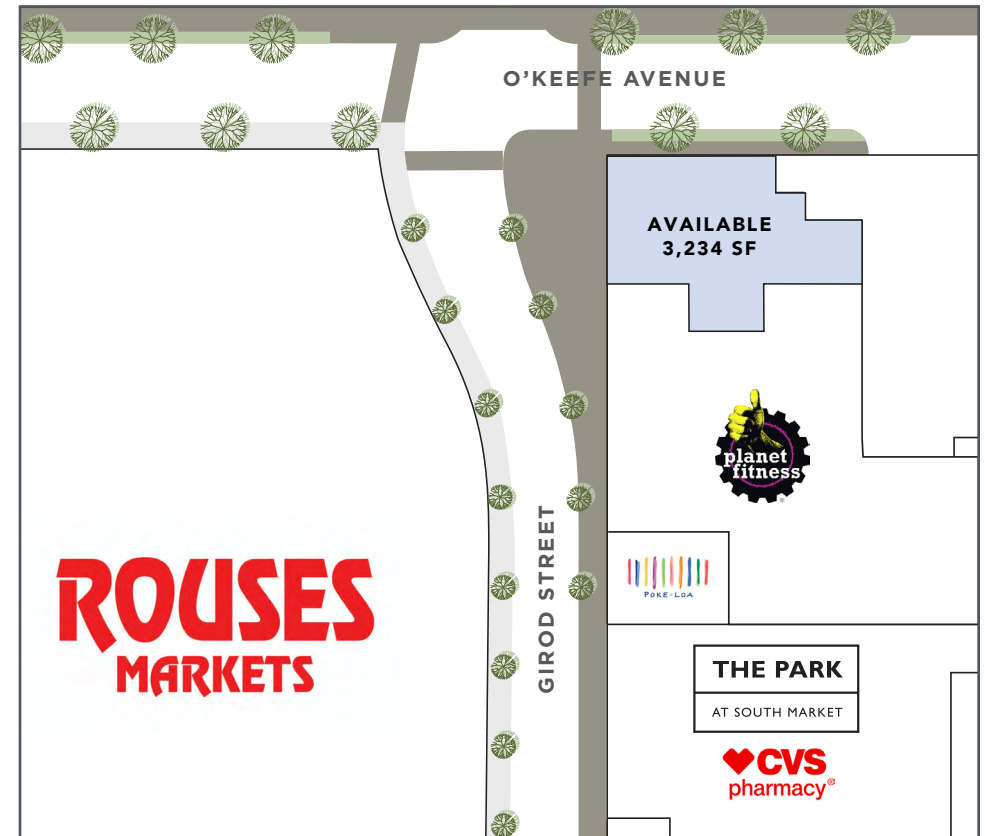 O’KEEFE AVENUE
AVAILABLE
3,234 SF
planet
fitness®
GIROD STREET
POKE-LOA
ROUSES
MARKETS
THE PARK
AT SOUTH MARKET
CVS
pharmacy®